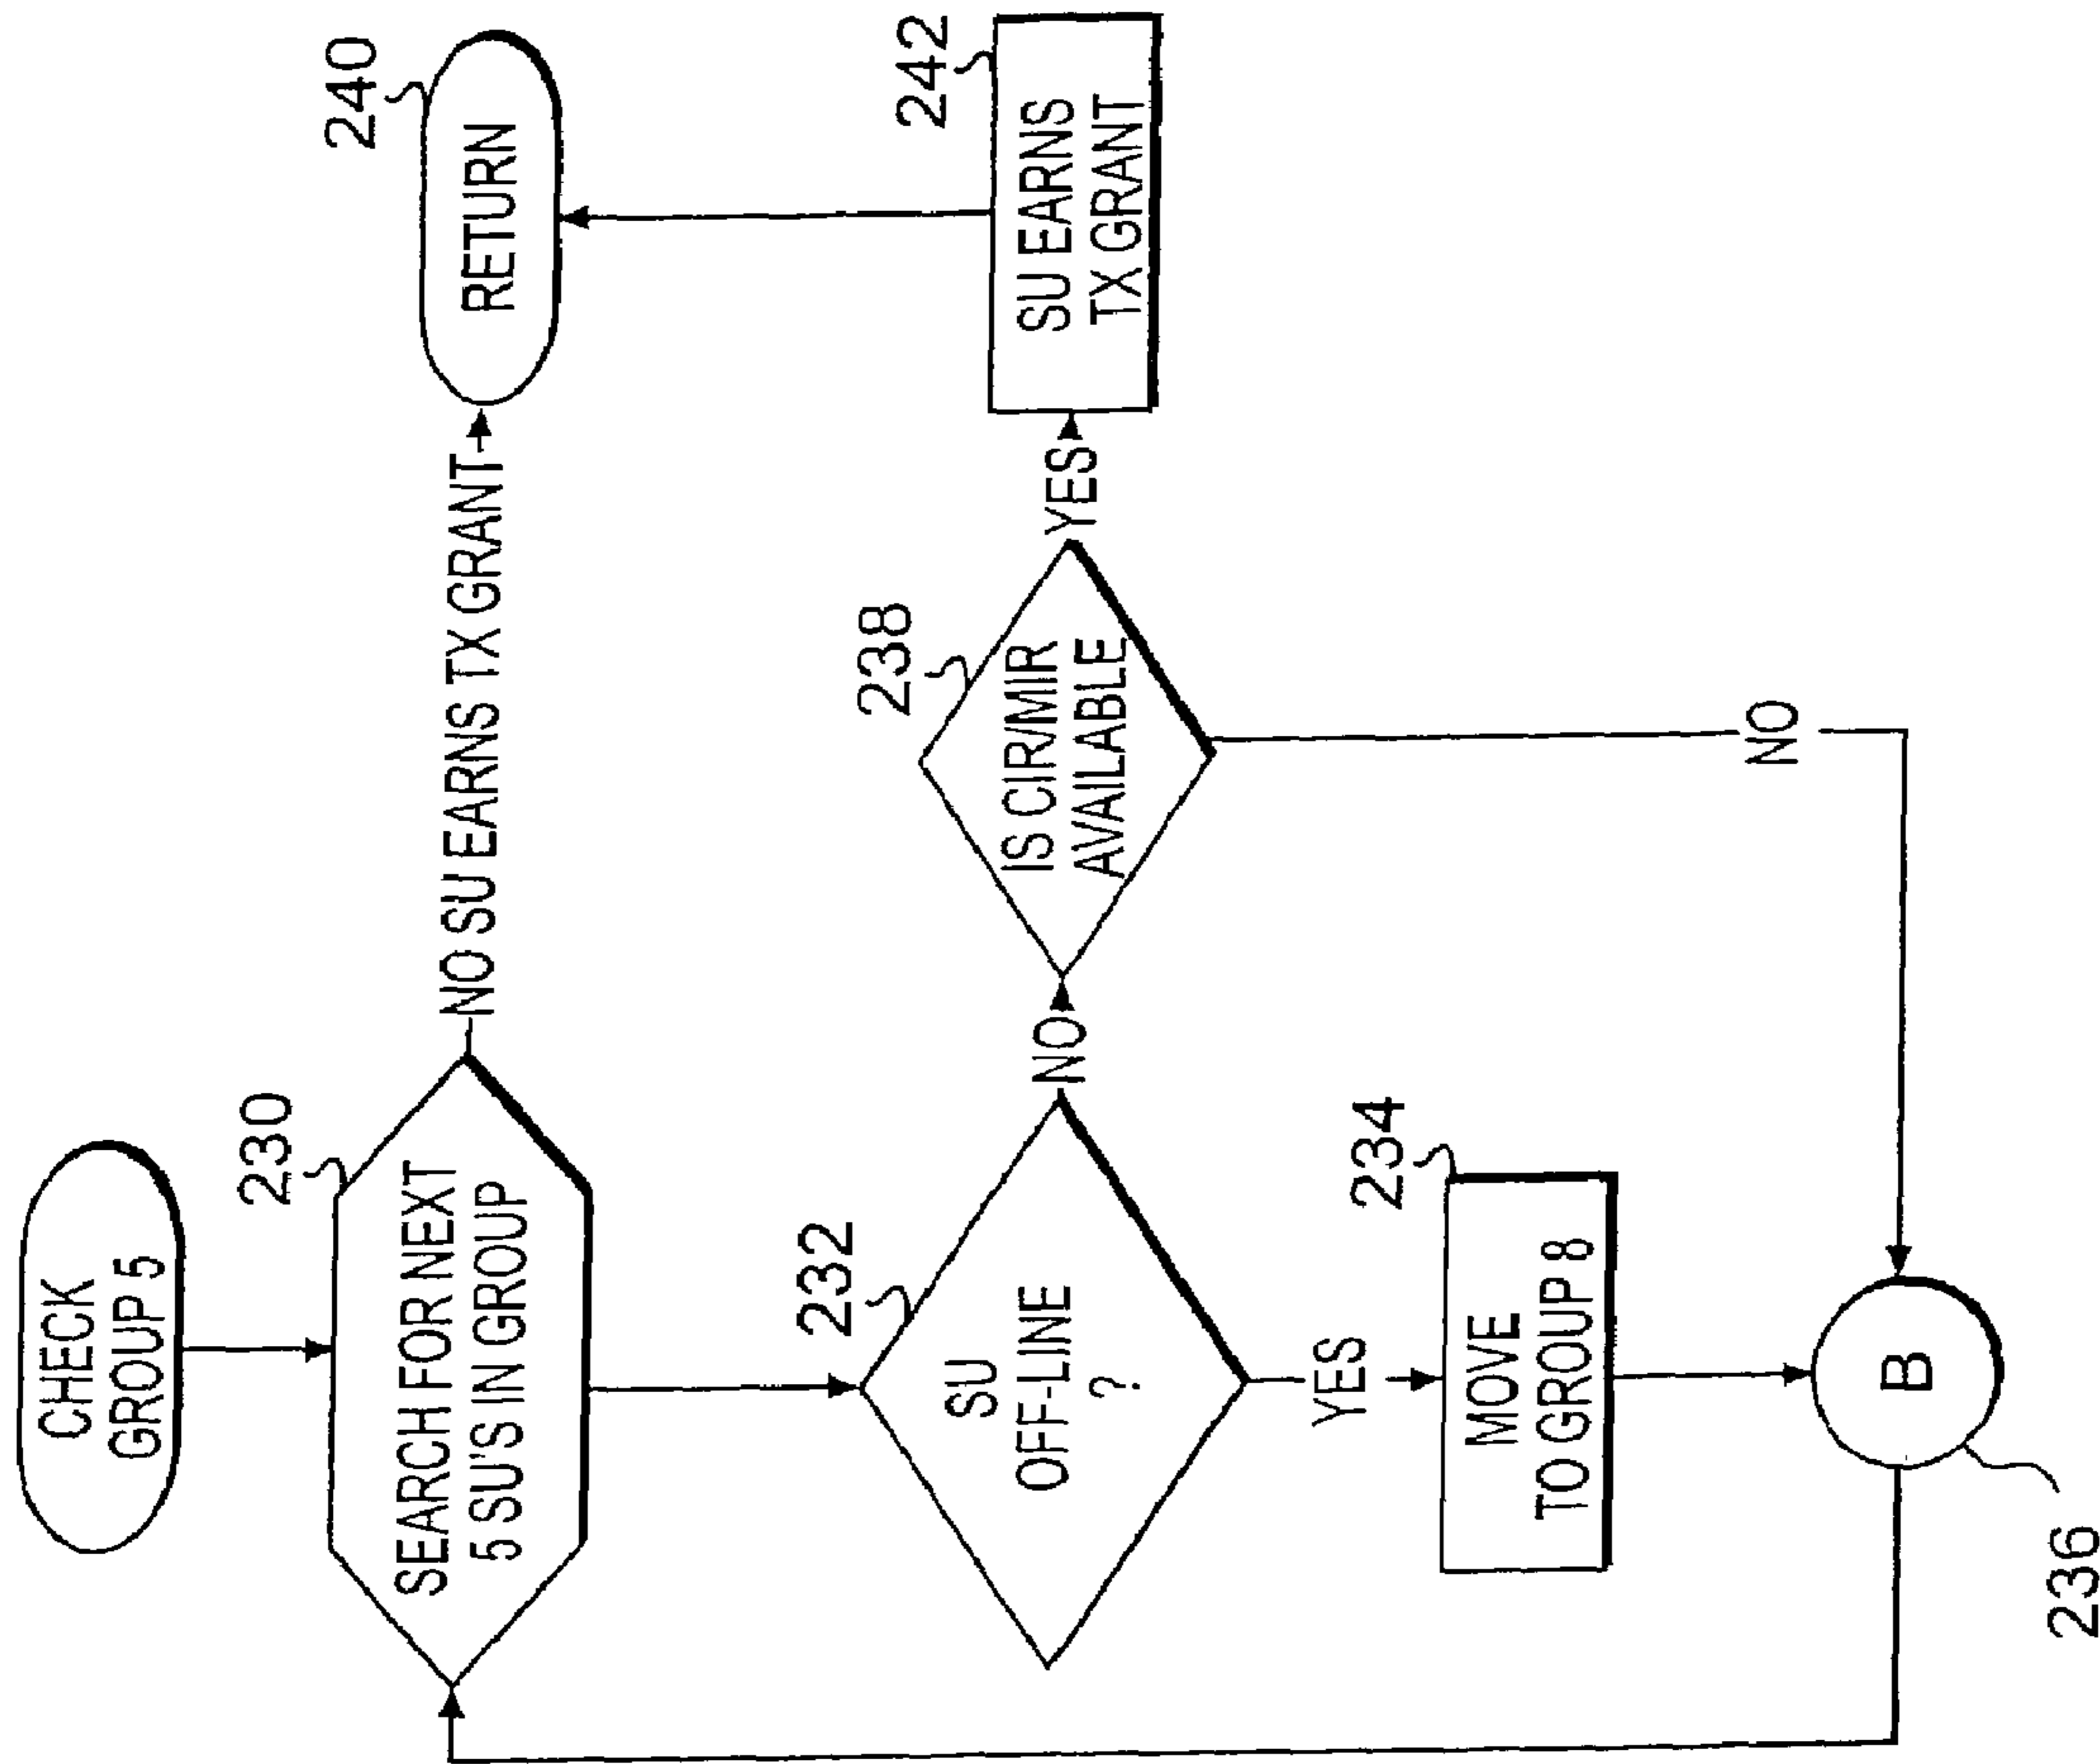 CHECK
GROUP 5
230
SEARCH FOR NEXT
5 SU'S IN GROUP
NO SU EARNS TX GRANT
240
RETURN
232
SU
OFF-LINE
?
NO
238
IS CIR/MIR
AVAILABLE
YES
242
SU EARNS
TX GRANT
YES
234
MOVE
TO GROUP 8
NO
B
236